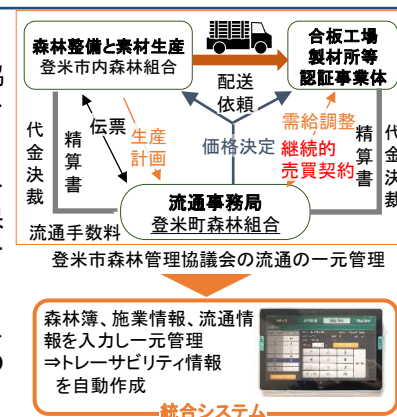 森林整備と素材生産
登米市内森林組合
合板工場
製材所等
認証事業体
配送
依頼
代金決裁
精算書
伝票
生産
計画
価格決定
需給調整
継続的
売買契約
精算書
代金決裁
流通事務局
登米町森林組合
流通手数料
登米市森林管理協議会の流通の一元管理
森林簿、施業情報、流通情
報を入力し一元管理
⇒トレーサビリティ情報
を自動作成
統合システム